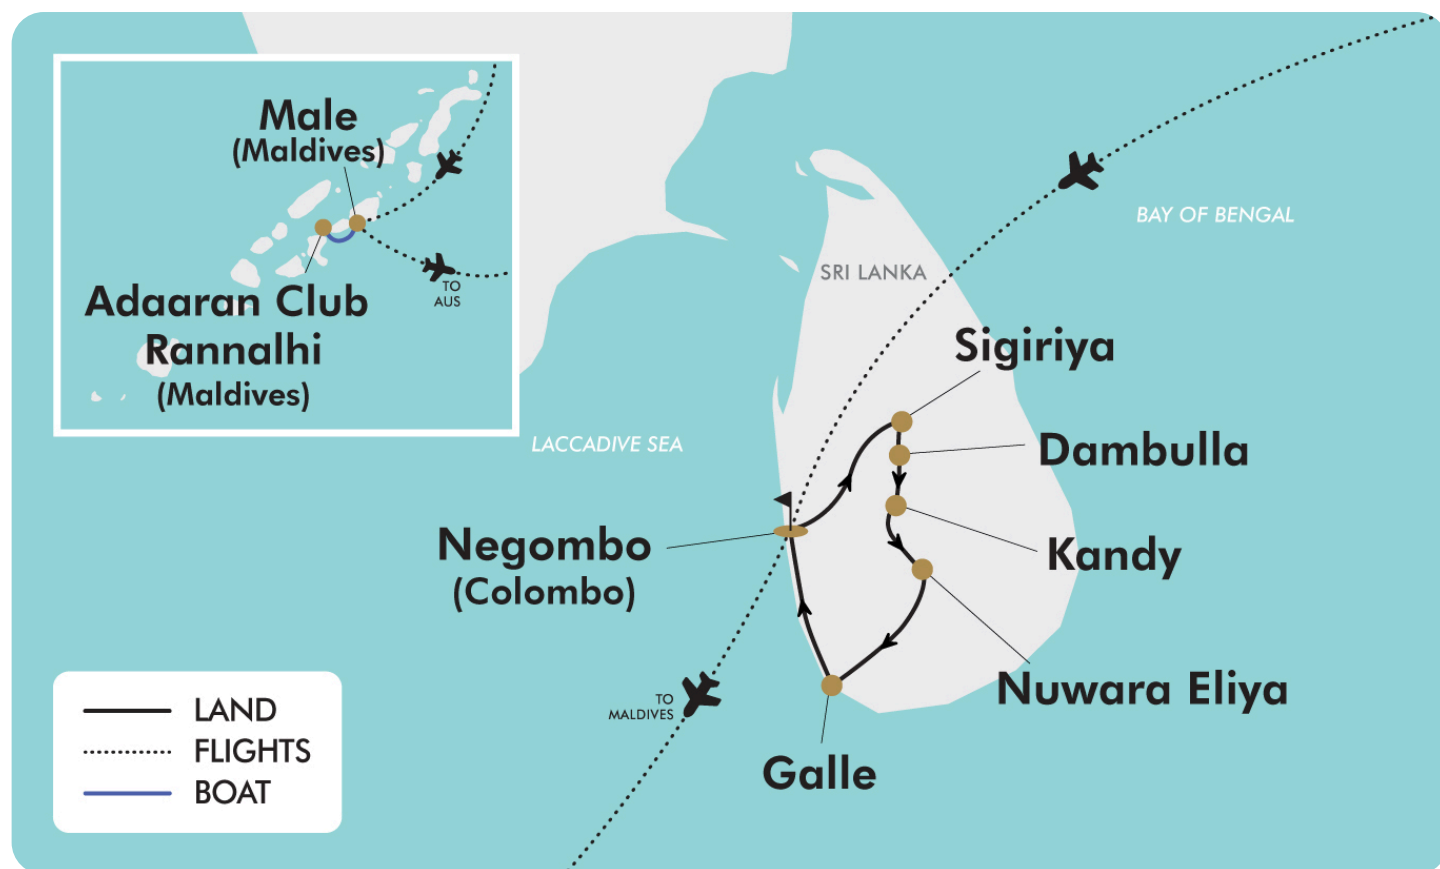 Male
(Maldives)
TO
AUS
Adaaran Club
Rannalhi
(Maldives)
BAY OF BENGAL
SRI LANKA
Sigiriya
LACCADIVE SEA
Dambulla
Negombo
(Colombo)
Kandy
Nuwara Eliya
TO
MALDIVES
Galle
LAND
FLIGHTS
BOAT